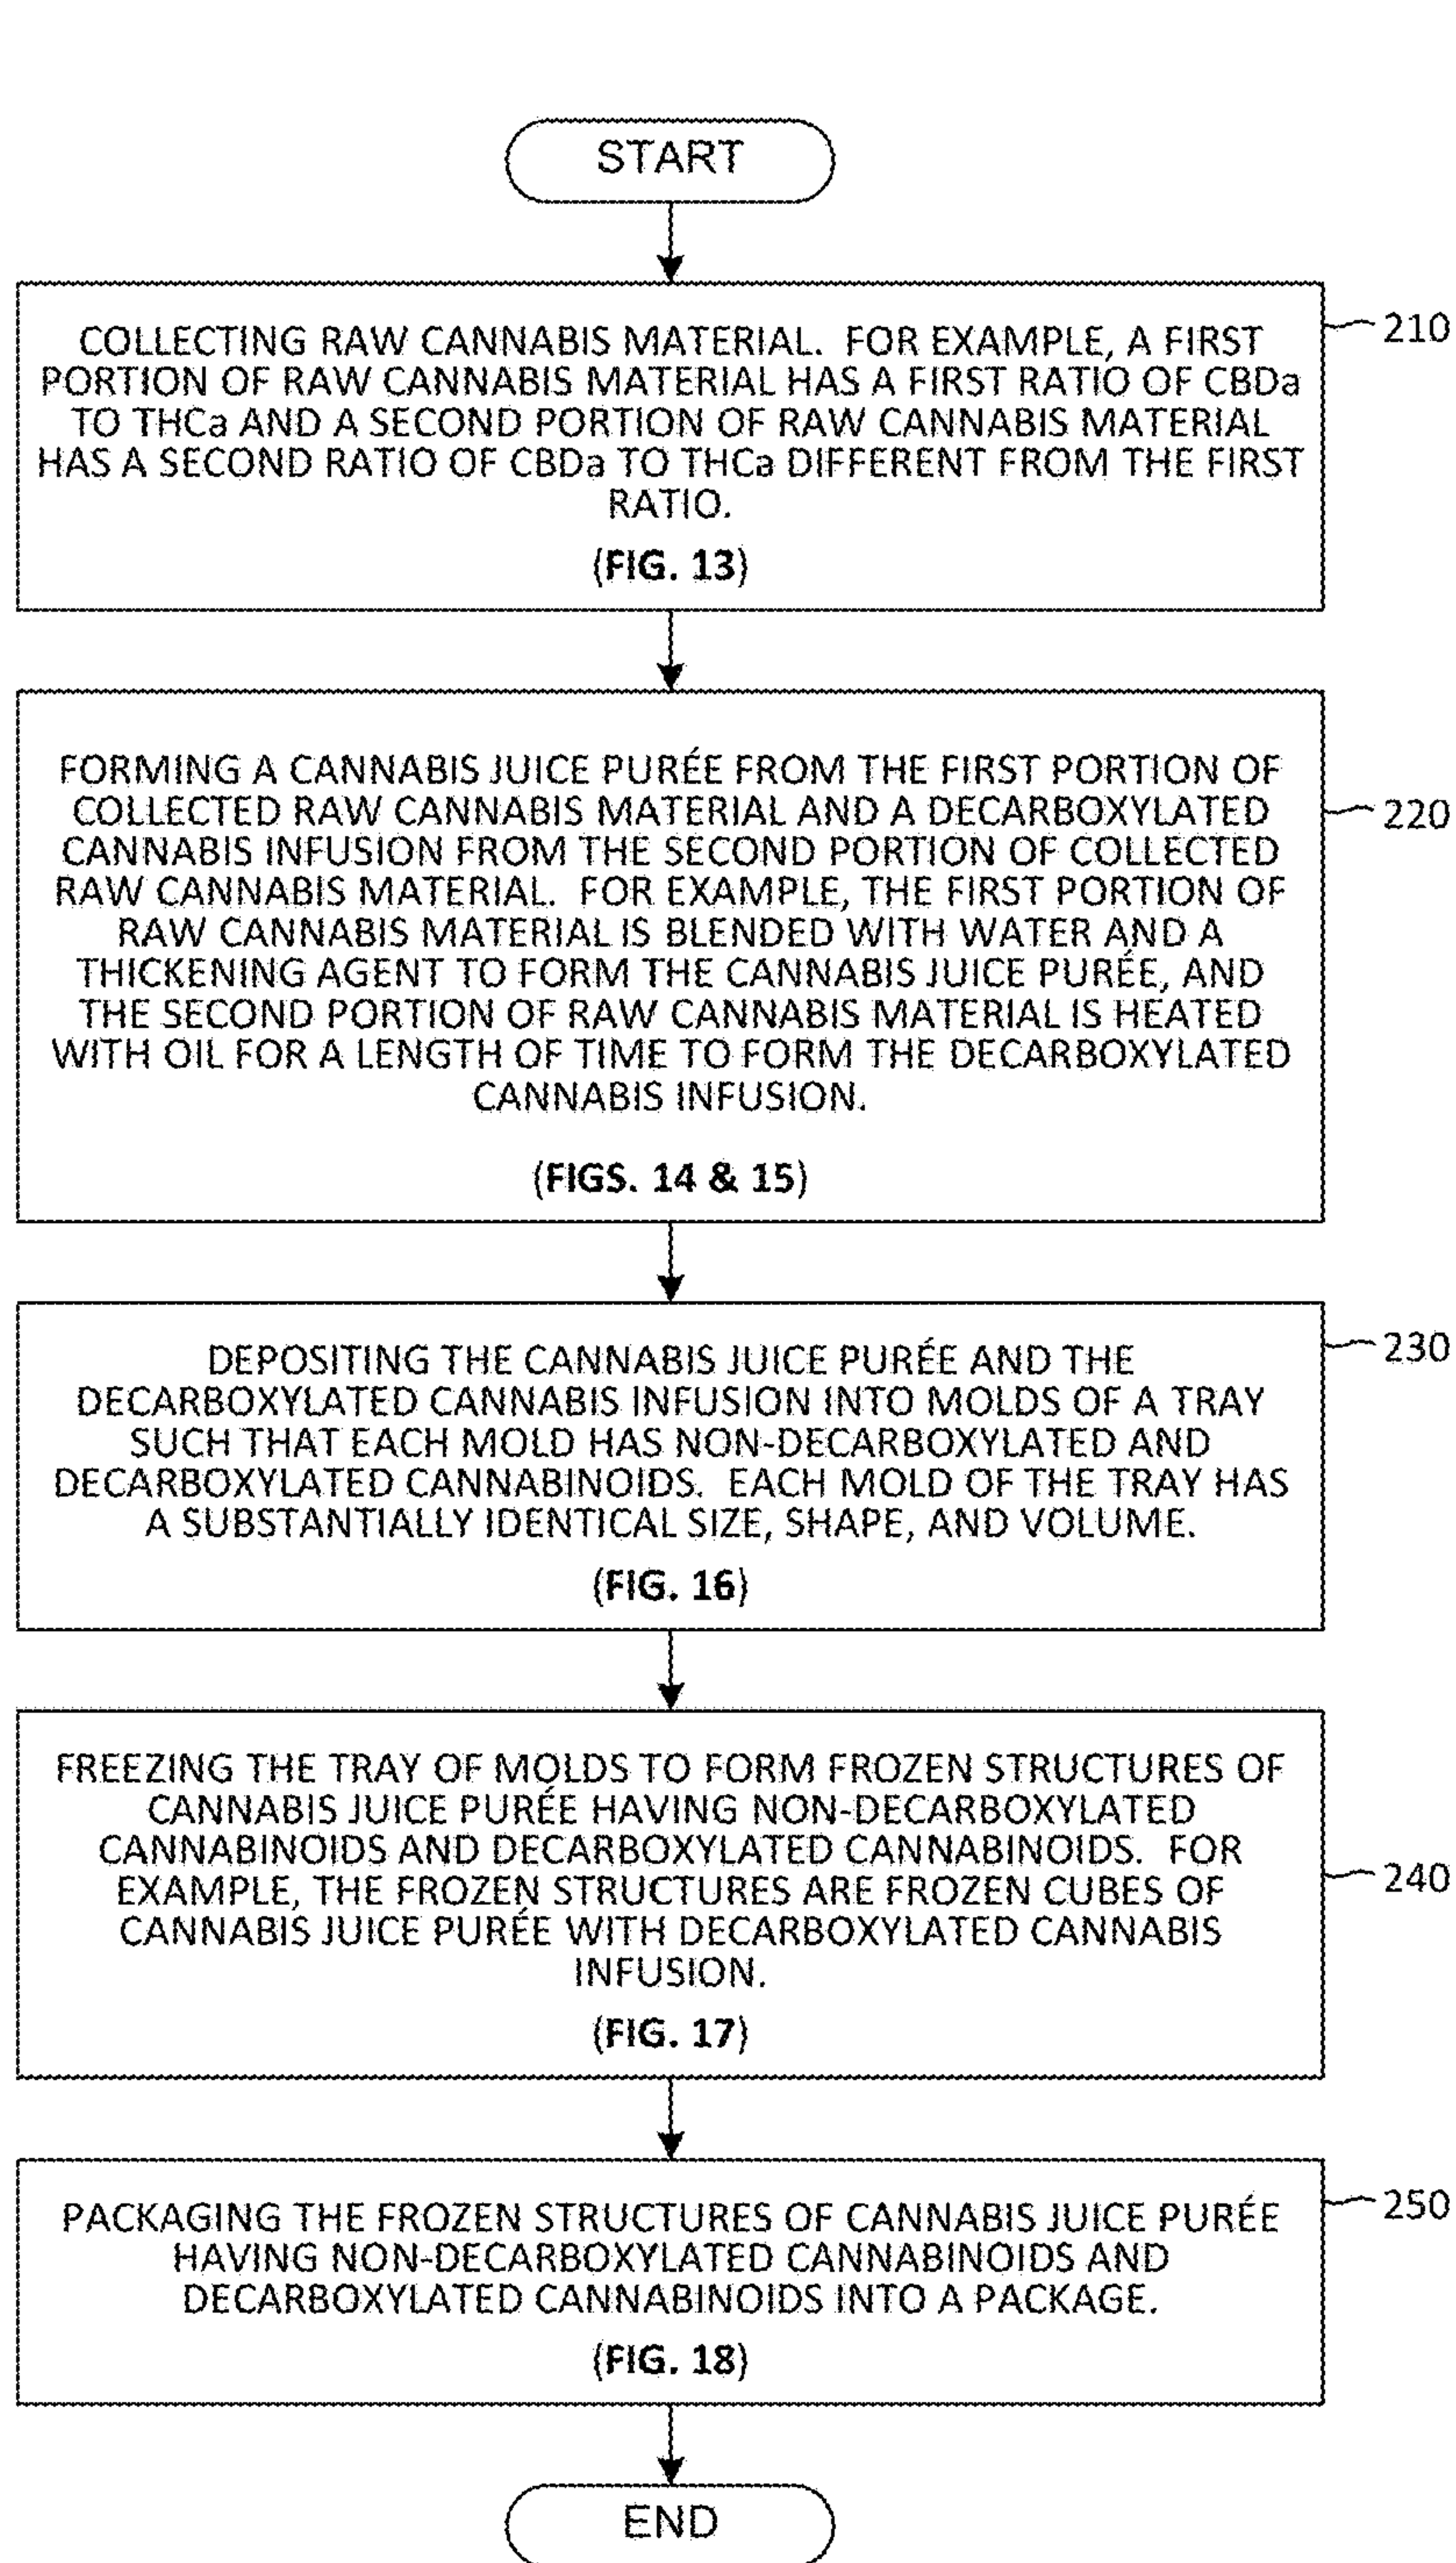 START
COLLECTING RAW CANNABIS MATERIAL. FOR EXAMPLE, A FIRST
PORTION OF RAW CANNABIS MATERIAL HAS A FIRST RATIO OF CBDa
TO THCa AND A SECOND PORTION OF RAW CANNABIS MATERIAL
HAS A SECOND RATIO OF CBDa TO THCa DIFFERENT FROM THE FIRST
RATIO.
(FIG. 13)
210
FORMING A CANNABIS JUICE PURÉE FROM THE FIRST PORTION OF
COLLECTED RAW CANNABIS MATERIAL AND A DECARBOXYLATED
CANNABIS INFUSION FROM THE SECOND PORTION OF COLLECTED
RAW CANNABIS MATERIAL. FOR EXAMPLE, THE FIRST PORTION OF
RAW CANNABIS MATERIAL IS BLENDED WITH WATER AND A
THICKENING AGENT TO FORM THE CANNABIS JUICE PURÉE, AND
THE SECOND PORTION OF RAW CANNABIS MATERIAL IS HEATED
WITH OIL FOR A LENGTH OF TIME TO FORM THE DECARBOXYLATED
CANNABIS INFUSION.
(FIGS. 14 & 15)
220
DEPOSITING THE CANNABIS JUICE PURÉE AND THE
DECARBOXYLATED CANNABIS INFUSION INTO MOLDS OF A TRAY
SUCH THAT EACH MOLD HAS NON-DECARBOXYLATED AND
DECARBOXYLATED CANNABINOIDS. EACH MOLD OF THE TRAY HAS
A SUBSTANTIALLY IDENTICAL SIZE, SHAPE, AND VOLUME.
(FIG. 16)
230
FREEZING THE TRAY OF MOLDS TO FORM FROZEN STRUCTURES OF
CANNABIS JUICE PURÉE HAVING NON-DECARBOXYLATED
CANNABINOIDS AND DECARBOXYLATED CANNABINOIDS. FOR
EXAMPLE, THE FROZEN STRUCTURES ARE FROZEN CUBES OF
CANNABIS JUICE PURÉE WITH DECARBOXYLATED CANNABIS
INFUSION.
(FIG. 17)
240
PACKAGING THE FROZEN STRUCTURES OF CANNABIS JUICE PURÉE
HAVING NON-DECARBOXYLATED CANNABINOIDS AND
DECARBOXYLATED CANNABINOIDS INTO A PACKAGE.
(FIG. 18)
250
END